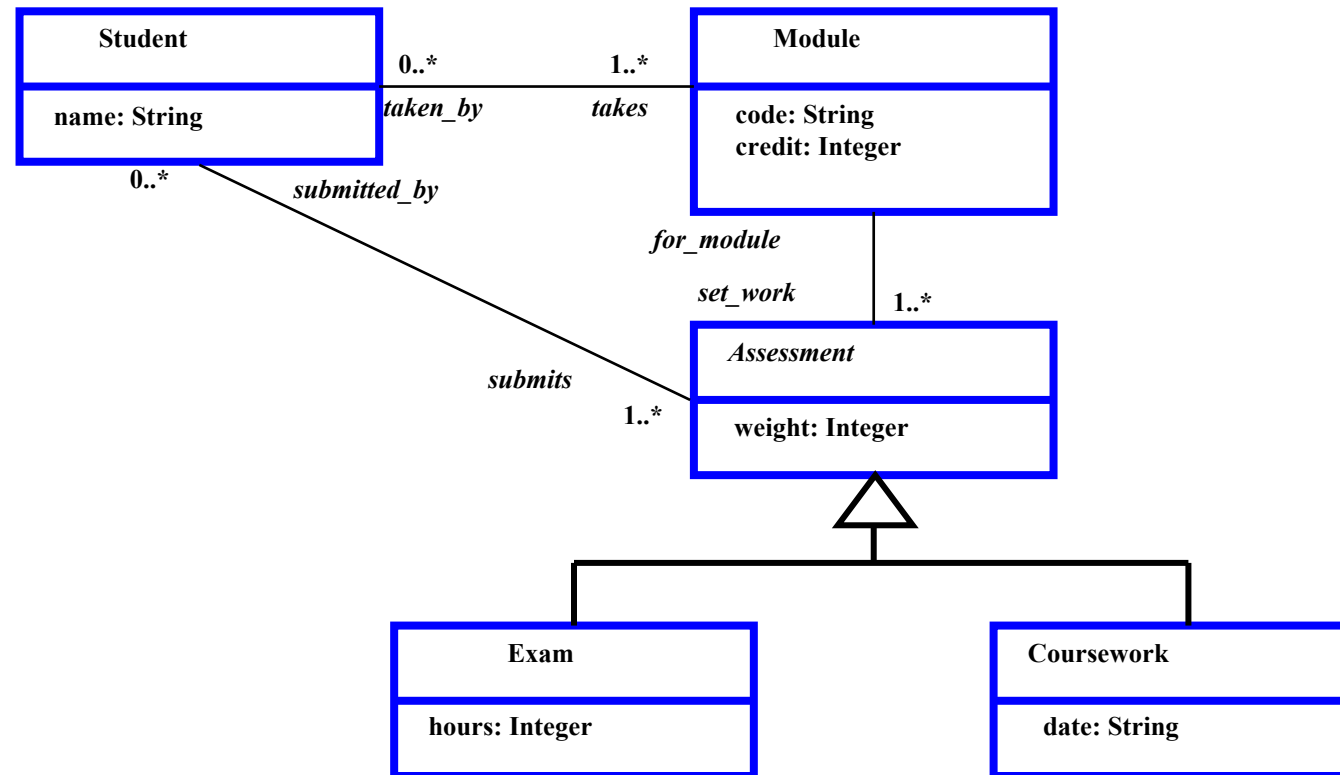 Student
name: String
0..*
1..*
taken_by
takes
Module
code: String
credit: Integer
0..*
submitted_by
submits
1..*
for_module
set_work
1..*
Assessment
weight: Integer
Exam
hours: Integer
Coursework
date: String